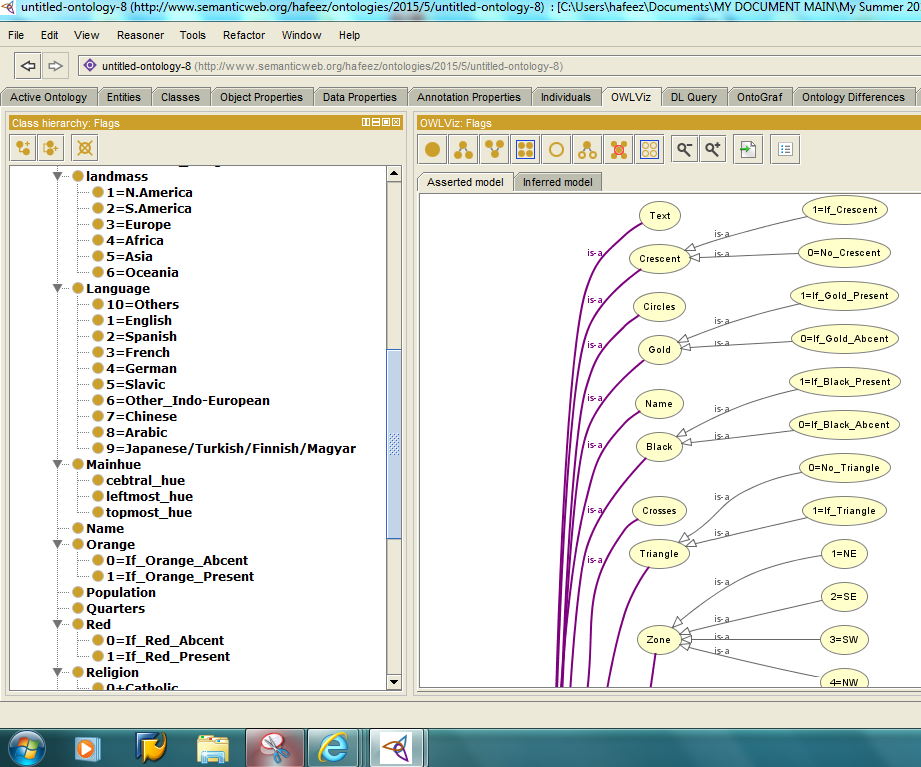 untitled-ontology-8 (http://www.semanticweb.org/hafeez/ontologies/2015/5/untitled-ontology-8) : [C:\Users\hafeez\Documents\MY DOCUMENT MAIN\My Summer 20
File Edit View Reasoner Tools Refactor Window Help
untitled-ontology-8 (http://www.semanticweb.org/hafeez/ontologies/2015/5/untitled-ontology-8)
Active Ontology Entities Classes Object Properties Data Properties Annotation Properties Individuals OWLViz DL Query OntoGraf Ontology Differences
Class hierarchy: Flags
landmass
1=N.America
2=S.America
3=Europe
4=Africa
5=Asia
6=Oceania
Language
10=Others
1=English
2=Spanish
3=French
4=German
5=Slavic
6=Other_Indo-European
7=Chinese
8=Arabic
9=Japanese/Turkish/Finnish/Magyar
Mainhue
cebtral_hue
leftmost_hue
topmost_hue
Name
Orange
0=If_Orange_Abcent
1=If_Orange_Present
Population
Quarters
Red
0=If_Red_Abcent
1=If_Red_Present
Religion
0+Catholic
OWLViz: Flags
Asserted model Inferred model
Text
1=If_Crescent
is-a
is-a
Crescent
is-a
0=No_Crescent
is-a
Circles
1=If_Gold_Present
is-a
is-a
Gold
is-a
0=If_Gold_Abcent
is-a
Name
1=If_Black_Present
is-a
Black
is-a
0=If_Black_Abcent
Crosses
0=No_Triangle
is-a
1=If_Triangle
is-a
is-a
Triangle
1=NE
is-a
2=SE
is-a
Zone
is-a
3=SW
is-a
4=NW